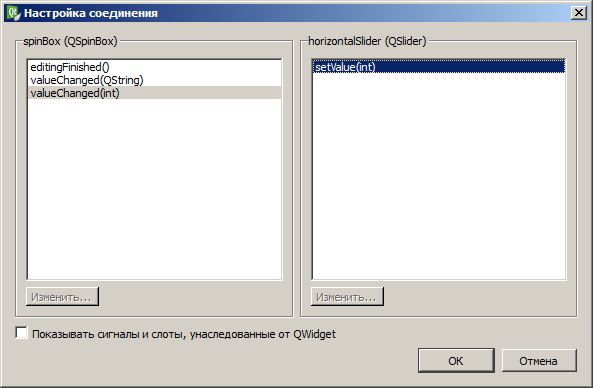 Qt Настройка соединения
spinBox (QSpinBox)
editingFinished()
valueChanged(QString)
valueChanged(int)
Изменить...
horizontalSlider (QSlider)
setValue(int)
Изменить...
Показывать сигналы и слоты, унаследованные от QWidget
OK
Отмена